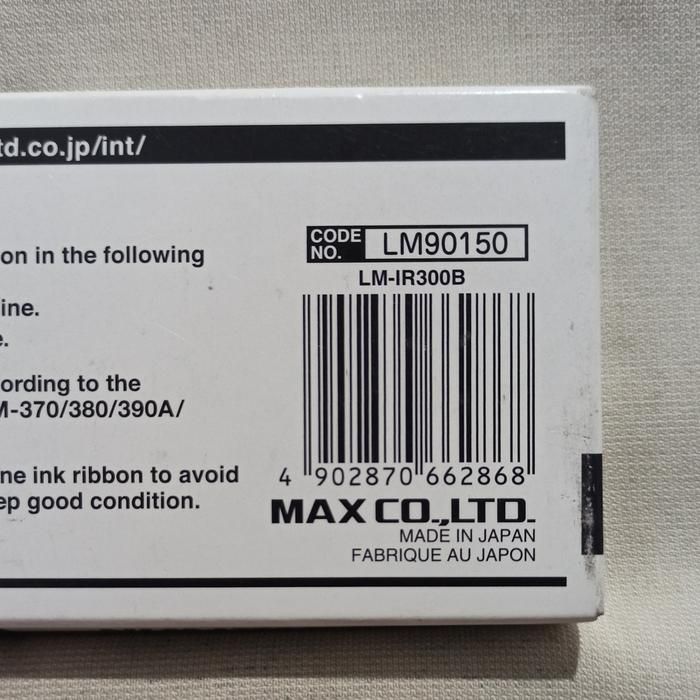 td.co.jp/int/
CODE NO. LM90150
LM-IR300B
on in the following
ine.
e.
ording to the
M-370/380/390A/
ne ink ribbon to avoid
ep good condition.
4 902870 662868
MAX CO.,LTD.
MADE IN JAPAN
FABRIQUE AU JAPON